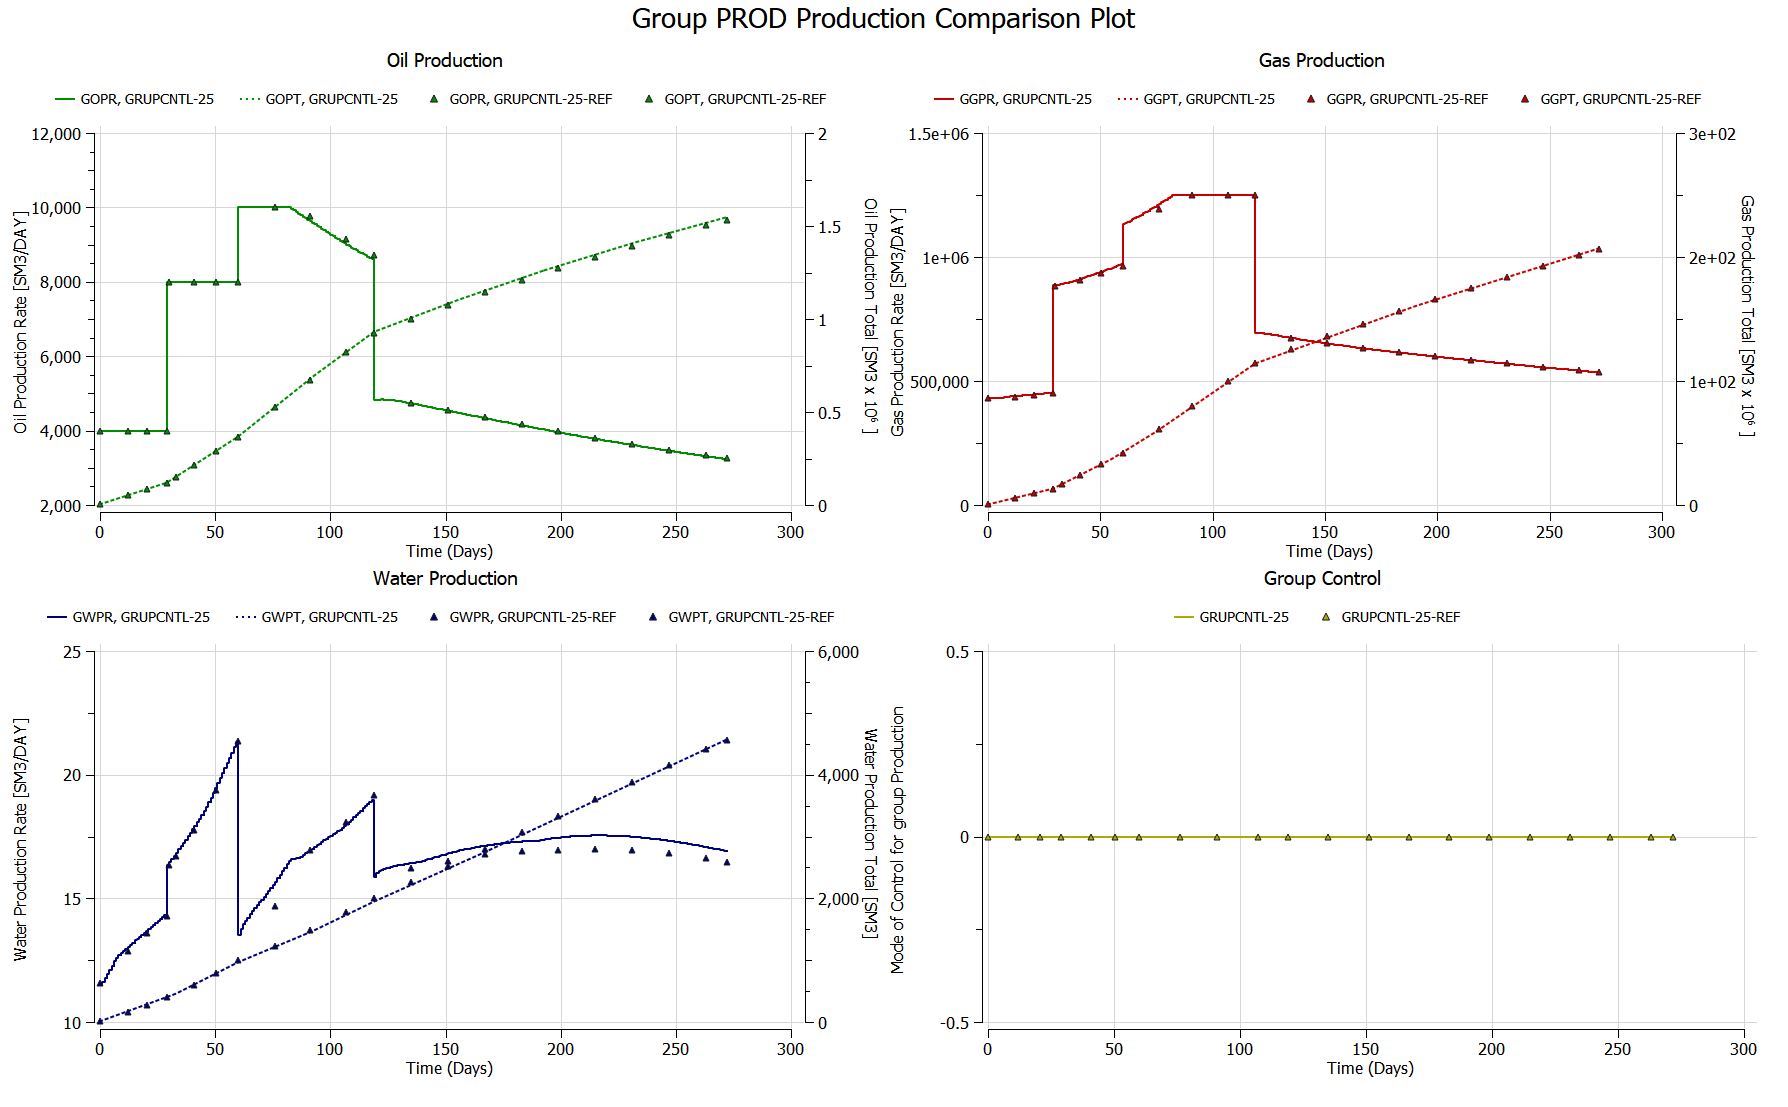 Group PROD Production Comparison Plot
Oil Production
GOPR, GRUPCNTL-25 GOPT, GRUPCNTL-25 GOPR, GRUPCNTL-25-REF GOPT, GRUPCNTL-25-REF
12,000
10,000
8,000
6,000
4,000
2,000
Oil Production Rate [SM3/DAY]
2
1.5
1
0.5
0
Oil Production Total [SM3 x 10⁶ ]
0 50 100 150 200 250 300
Time (Days)
Gas Production
GGPR, GRUPCNTL-25 GGPT, GRUPCNTL-25 GGPR, GRUPCNTL-25-REF GGPT, GRUPCNTL-25-REF
1.5e+06
1e+06
500,000
0
Gas Production Rate [SM3/DAY]
3e+02
2e+02
1e+02
0
Gas Production Total [SM3 x 10⁶ ]
0 50 100 150 200 250 300
Time (Days)
Water Production
GWPR, GRUPCNTL-25 GWPT, GRUPCNTL-25 GWPR, GRUPCNTL-25-REF GWPT, GRUPCNTL-25-REF
25
20
15
10
Water Production Rate [SM3/DAY]
6,000
4,000
2,000
0
Water Production Total [SM3]
0 50 100 150 200 250 300
Time (Days)
Group Control
GRUPCNTL-25 GRUPCNTL-25-REF
0.5
0
-0.5
Mode of Control for group Production
0 50 100 150 200 250 300
Time (Days)